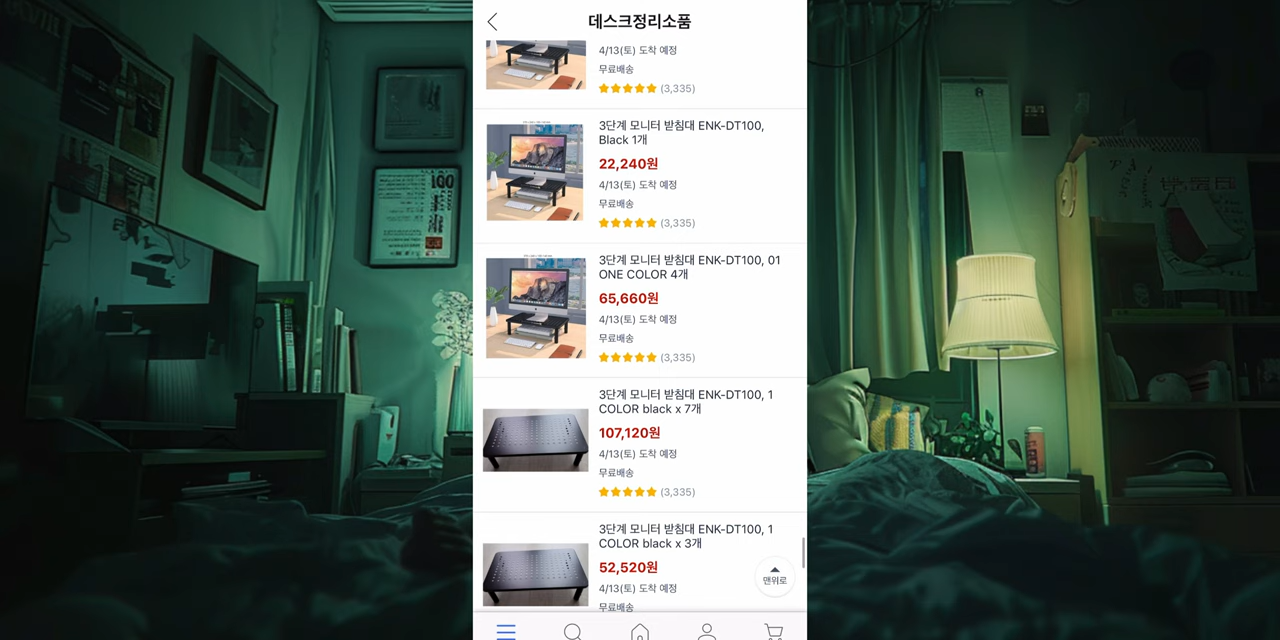 데스크정리소품
4/13(토) 도착 예정
무료배송
(3,335)
3단계 모니터 받침대 ENK-DT100,
Black 1개
22,240원
4/13(토) 도착 예정
무료배송
(3,335)
3단계 모니터 받침대 ENK-DT100, 01
ONE COLOR 4개
65,660원
4/13(토) 도착 예정
무료배송
(3,335)
3단계 모니터 받침대 ENK-DT100, 1
COLOR black x 7개
107,120원
4/13(토) 도착 예정
무료배송
(3,335)
3단계 모니터 받침대 ENK-DT100, 1
COLOR black x 3개
52,520원
4/13(토) 도착 예정
무료배송
맨위로
100